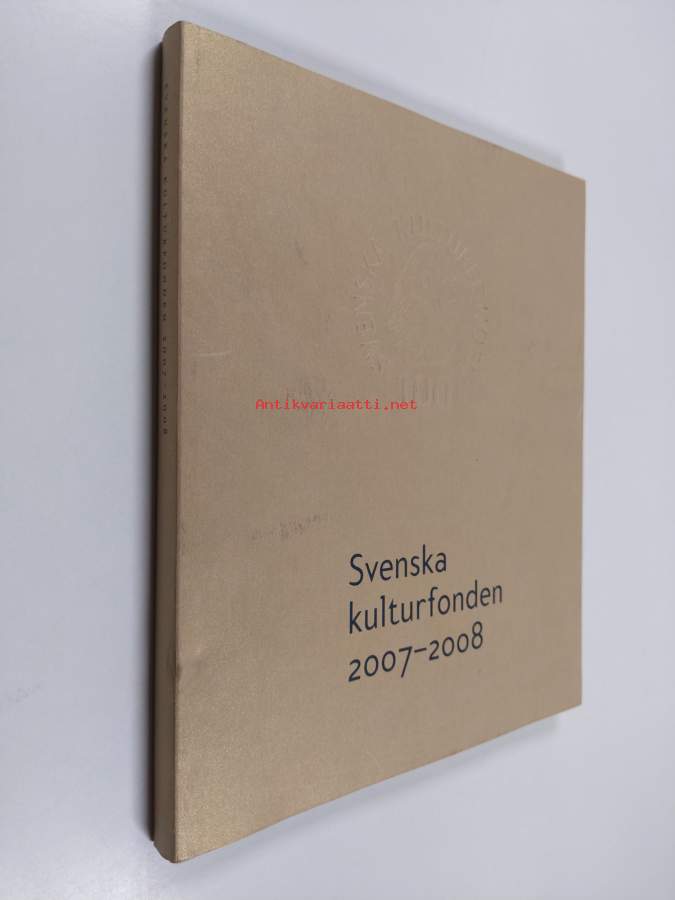 SVENSKA KULTURFONDEN 2007-2008
Antikvariaatti.net
Svenska
kulturfonden
2007–2008